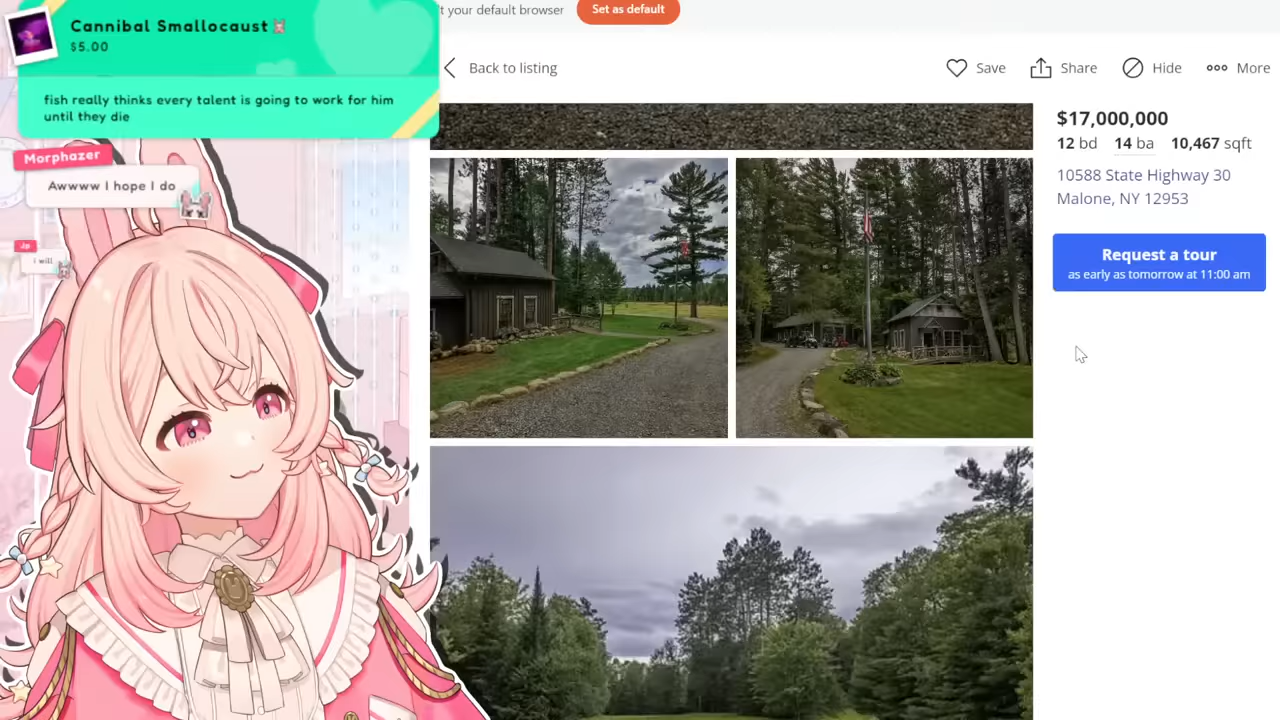 Cannibal Smallocaust
$5.00
fish really thinks every talent is going to work for him
until they die
Morphazer
Awwww I hope I do
Jp
i will
t your default browser
Set as default
Back to listing
Save
Share
Hide
More
$17,000,000
12 bd 14 ba 10,467 sqft
10588 State Highway 30
Malone, NY 12953
Request a tour
as early as tomorrow at 11:00 am